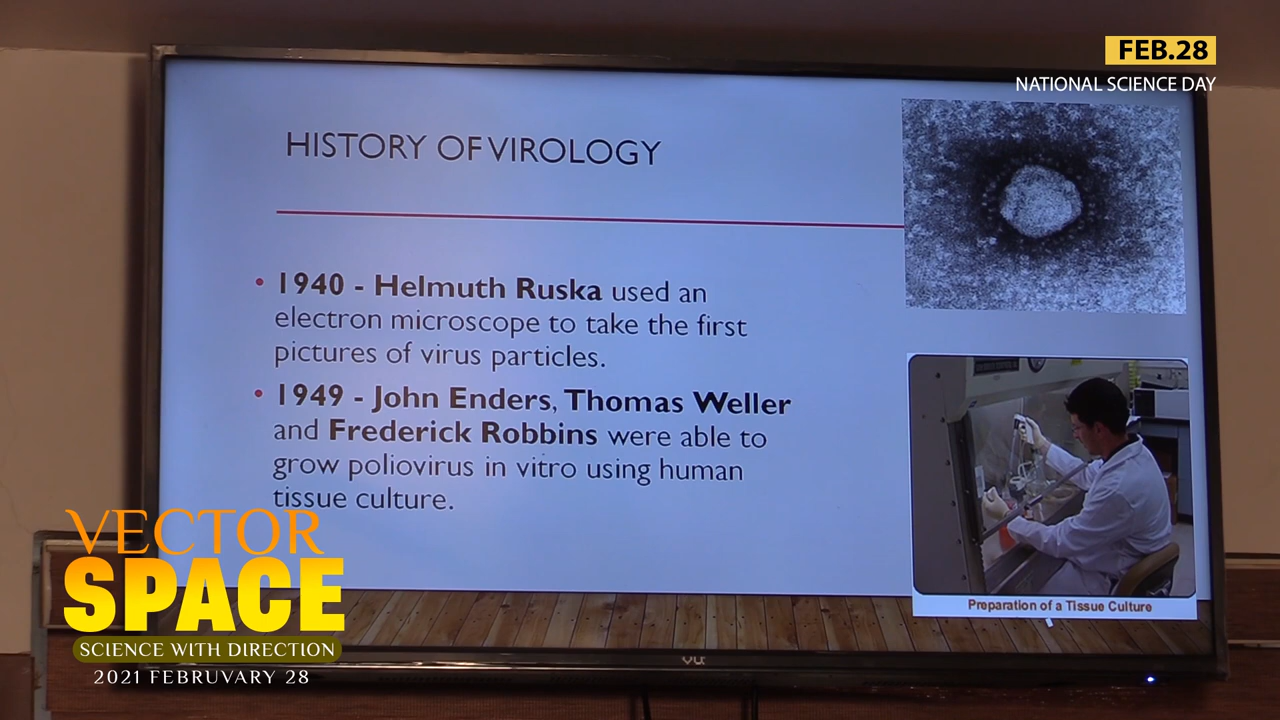 FEB.28
NATIONAL SCIENCE DAY
HISTORY OF VIROLOGY
• 1940 - Helmuth Ruska used an
electron microscope to take the first
pictures of virus particles.
• 1949 - John Enders, Thomas Weller
and Frederick Robbins were able to
grow poliovirus in vitro using human
tissue culture.
Preparation of a Tissue Culture
VECTOR
SPACE
SCIENCE WITH DIRECTION
2021 FEBRUVARY 28
Vu